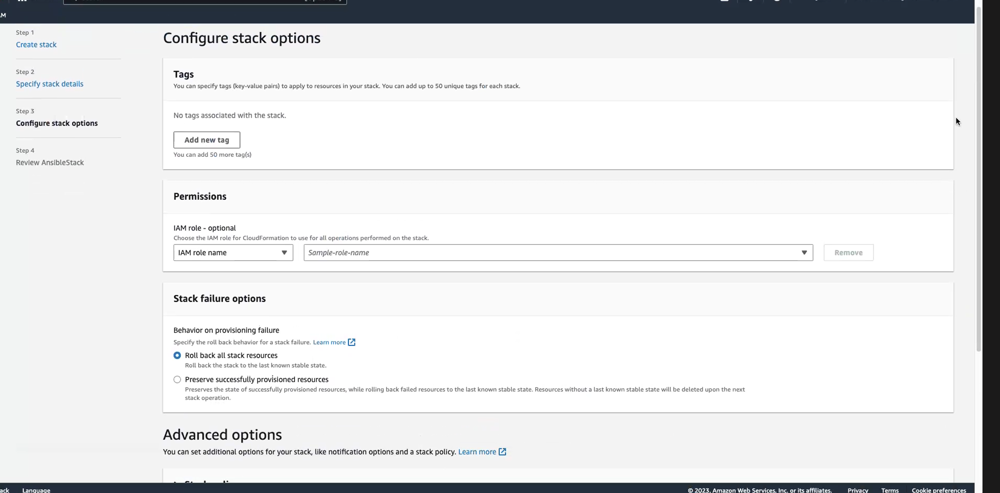 Step 1
Create stack
Step 2
Specify stack details
Step 3
Configure stack options
Step 4
Review AnsibleStack
Configure stack options
Tags
You can specify tags (key-value pairs) to apply to resources in your stack. You can add up to 50 unique tags for each stack.
No tags associated with the stack.
Add new tag
You can add 50 more tag(s)
Permissions
IAM role - optional
Choose the IAM role for CloudFormation to use for all operations performed on the stack.
IAM role name
Sample-role-name
Remove
Stack failure options
Behavior on provisioning failure
Specify the roll back behavior for a stack failure. Learn more
Roll back all stack resources
Roll back the stack to the last known stable state.
Preserve successfully provisioned resources
Preserves the state of successfully provisioned resources, while rolling back failed resources to the last known stable state. Resources without a last known stable state will be deleted upon the next
stack operation.
Advanced options
You can set additional options for your stack, like notification options and a stack policy. Learn more
Language
© 2023, Amazon Web Services, Inc. or its affiliates.
Privacy
Terms
Cookie preferences